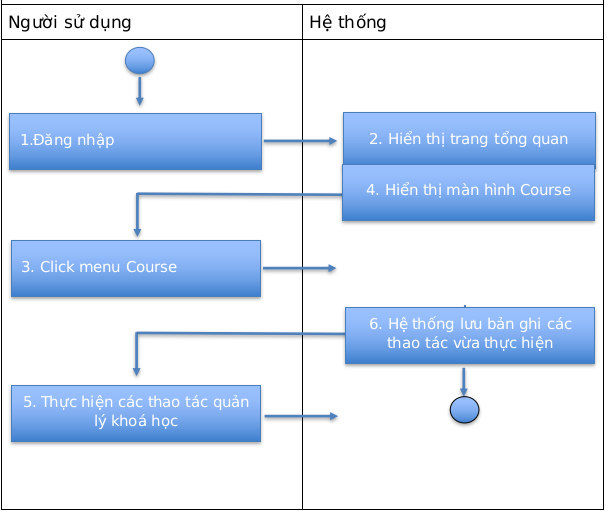 Người sử dụng
Hệ thống
1.Đăng nhập
2. Hiển thị trang tổng quan
4. Hiển thị màn hình Course
3. Click menu Course
6. Hệ thống lưu bản ghi các
thao tác vừa thực hiện
5. Thực hiện các thao tác quản
lý khoá học